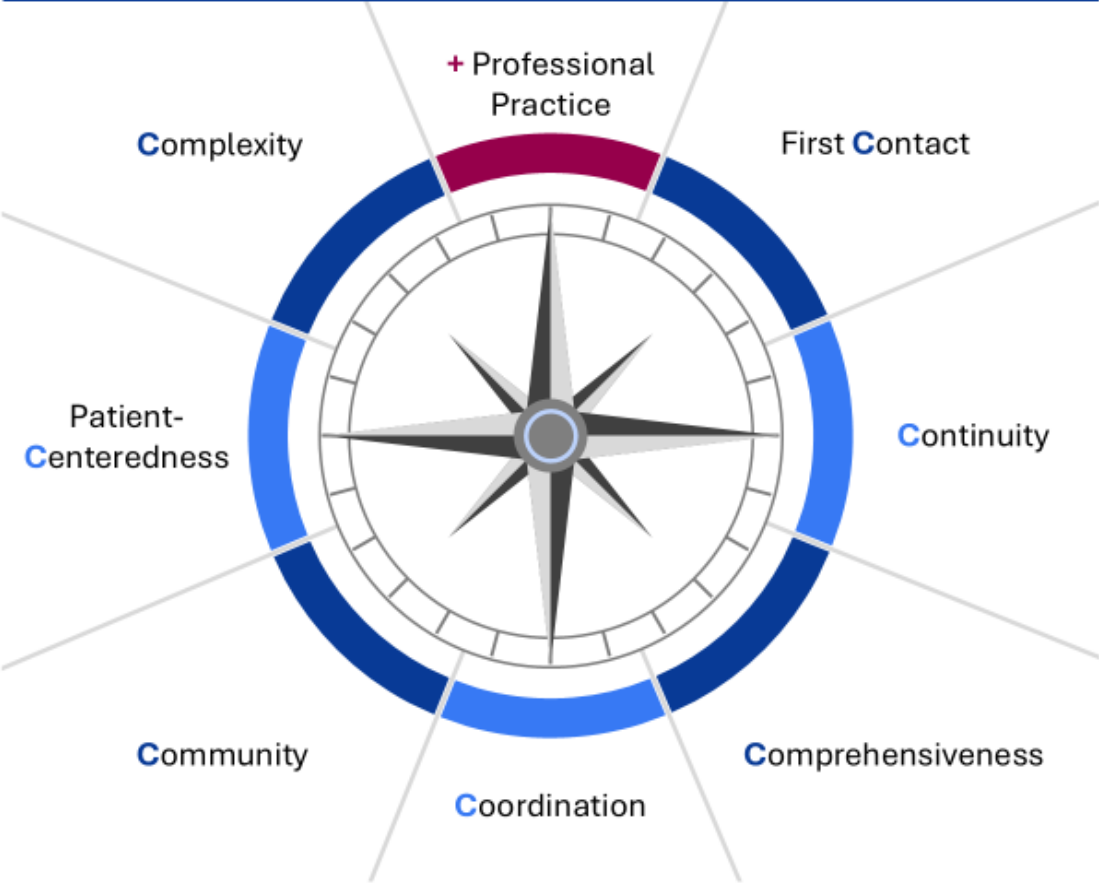 + Professional
Practice
First Contact
Continuity
Comprehensiveness
Coordination
Community
Patient-
Centeredness
Complexity